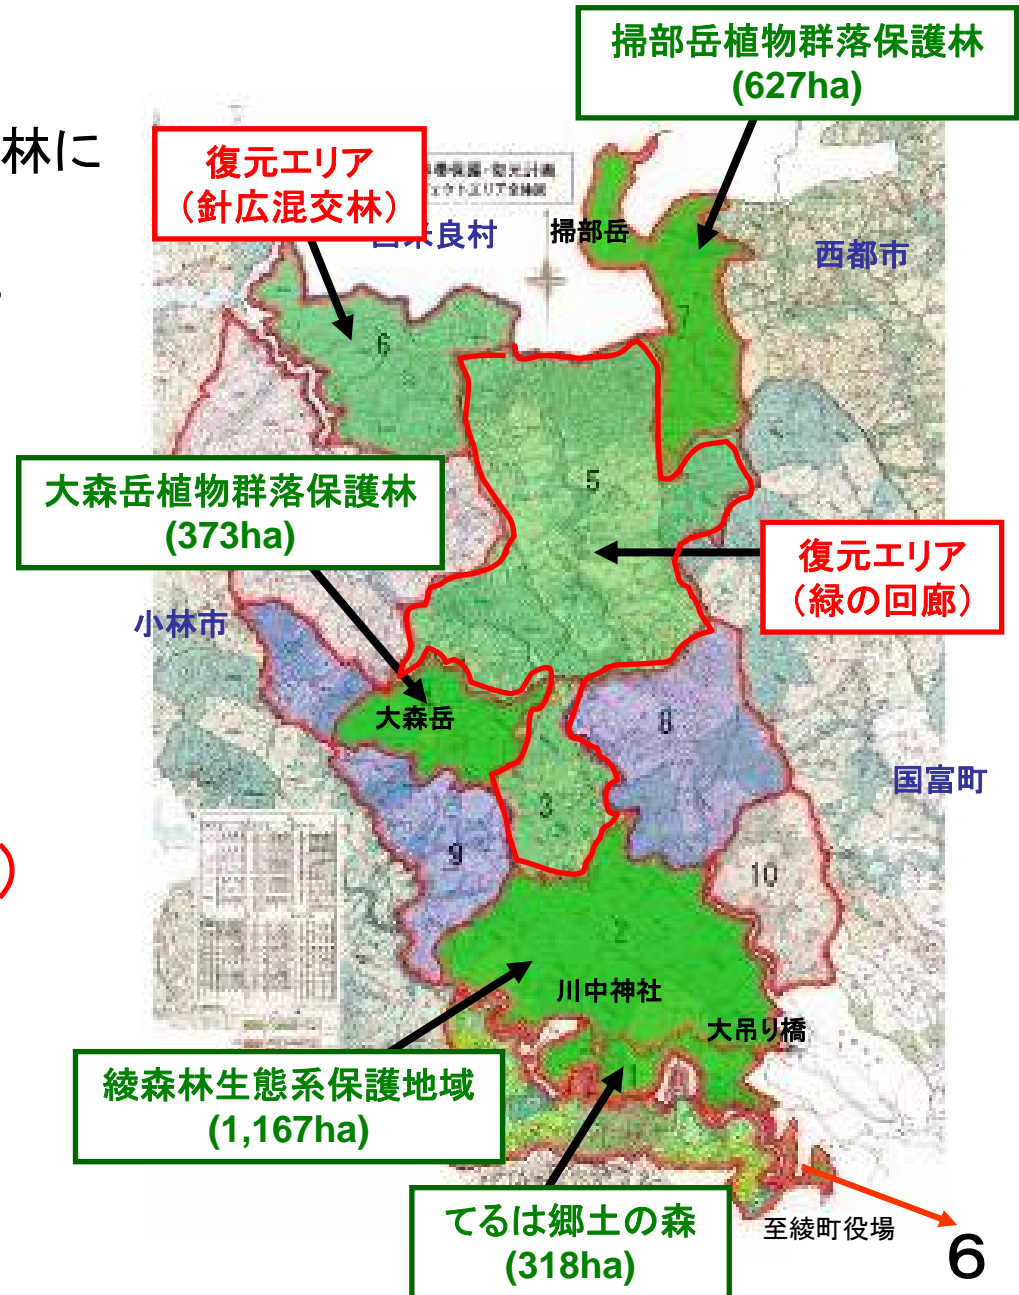 掃部岳植物群落保護林
(627ha)
林に
復元エリア
（針広混交林）
掃部岳
西都市
7
6
大森岳植物群落保護林
(373ha)
5
復元エリア
（緑の回廊）
小林市
大森岳
8
国富町
3
9
10
2
川中神社
大吊り橋
綾森林生態系保護地域
(1,167ha)
てるは郷土の森
(318ha)
至綾町役場
6